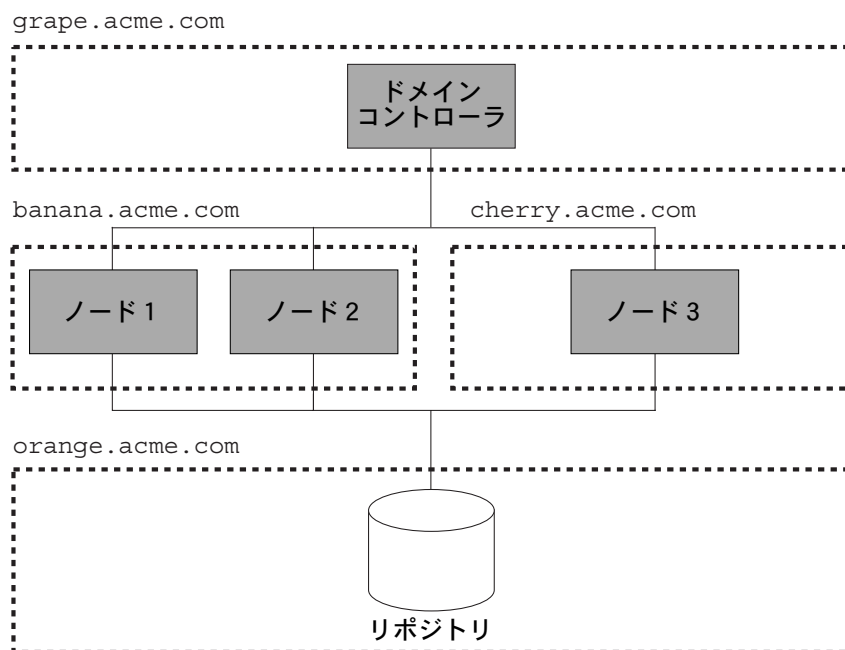 grape.acme.com
ドメイン
コントローラ
banana.acme.com
cherry.acme.com
ノード 1
ノード 2
ノード 3
orange.acme.com
リポジトリ